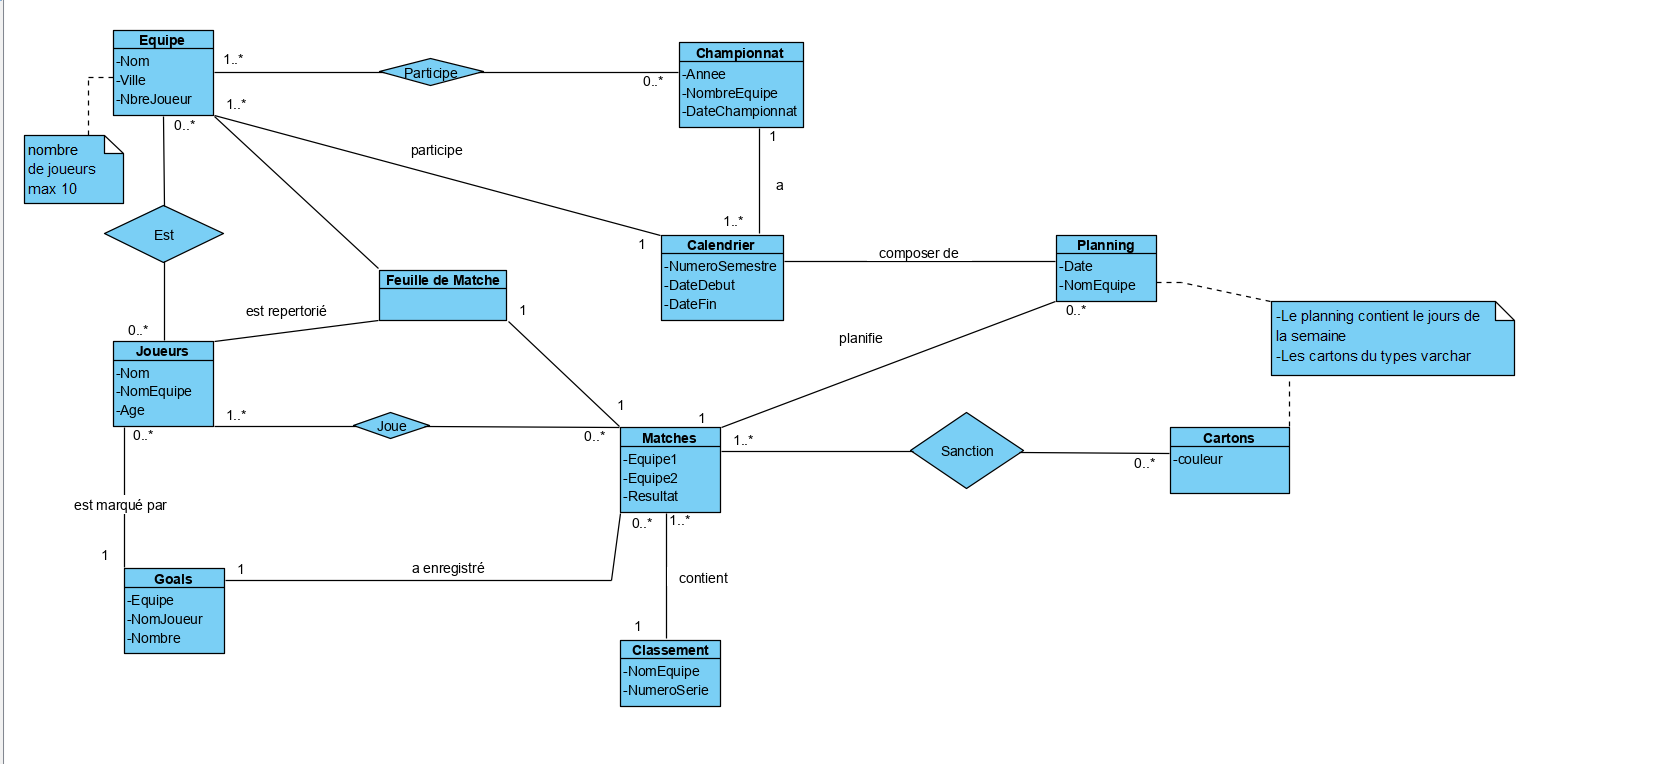 Equipe
-Nom
-Ville
-NbreJoueur
1..*
Participe
0..*
Championnat
-Annee
-NombreEquipe
-DateChampionnat
1..*
0..*
nombre
de joueurs
max 10
participe
1
a
1..*
1
Est
Calendrier
-NumeroSemestre
-DateDebut
-DateFin
composer de
Planning
-Date
-NomEquipe
0..*
-Le planning contient le jours de
la semaine
-Les cartons du types varchar
Feuille de Matche
est repertorié
1
planifie
0..*
Joueurs
-Nom
-NomEquipe
-Age
1..*
0..*
Joue
0..*
1
1
Matches
-Equipe1
-Equipe2
-Resultat
1..*
Sanction
0..*
Cartons
-couleur
est marqué par
1
0..*
1..*
Goals
-Equipe
-NomJoueur
-Nombre
1
a enregistré
contient
1
Classement
-NomEquipe
-NumeroSerie